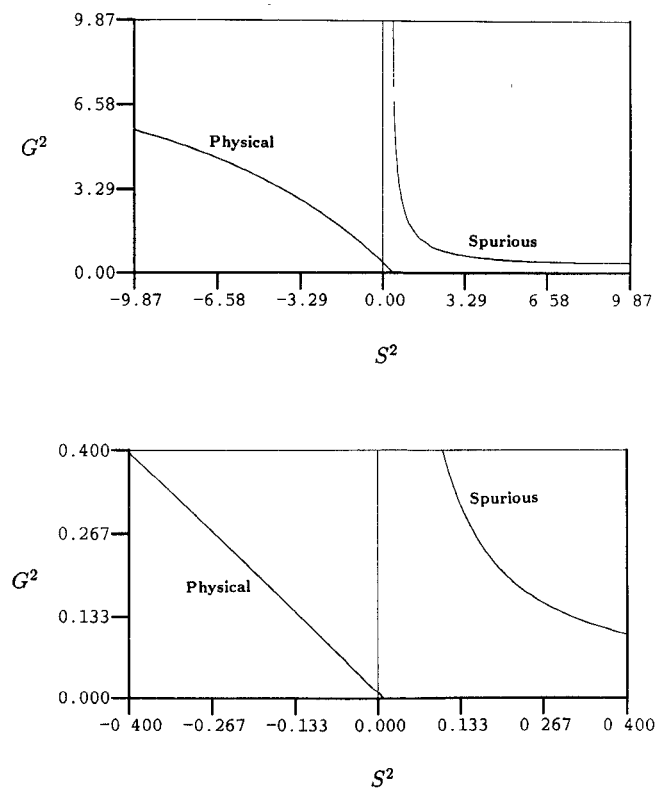 9.87
6.58
G²
Physical
3.29
Spurious
0.00
-9.87 -6.58 -3.29 0.00 3.29 6 58 9 87
S²
0.400
Spurious
0.267
G²
Physical
0.133
0.000
-0 400 -0.267 -0.133 0.000 0.133 0 267 0 400
S²